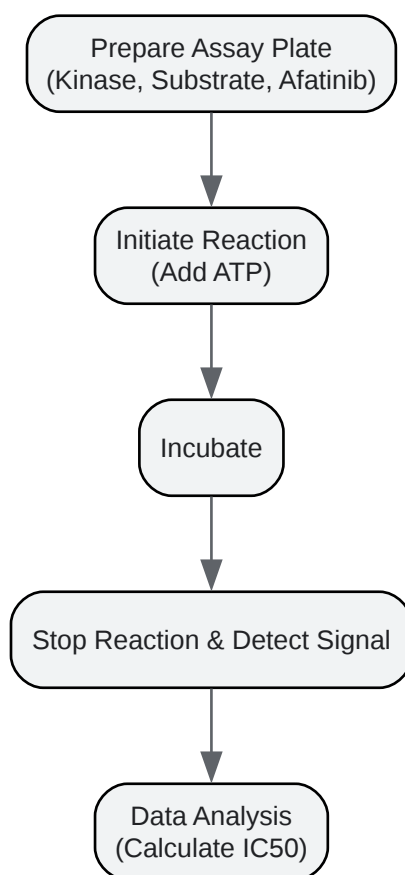 Prepare Assay Plate
(Kinase, Substrate, Afatinib)
Initiate Reaction
(Add ATP)
Incubate
Stop Reaction & Detect Signal
Data Analysis
(Calculate IC50)